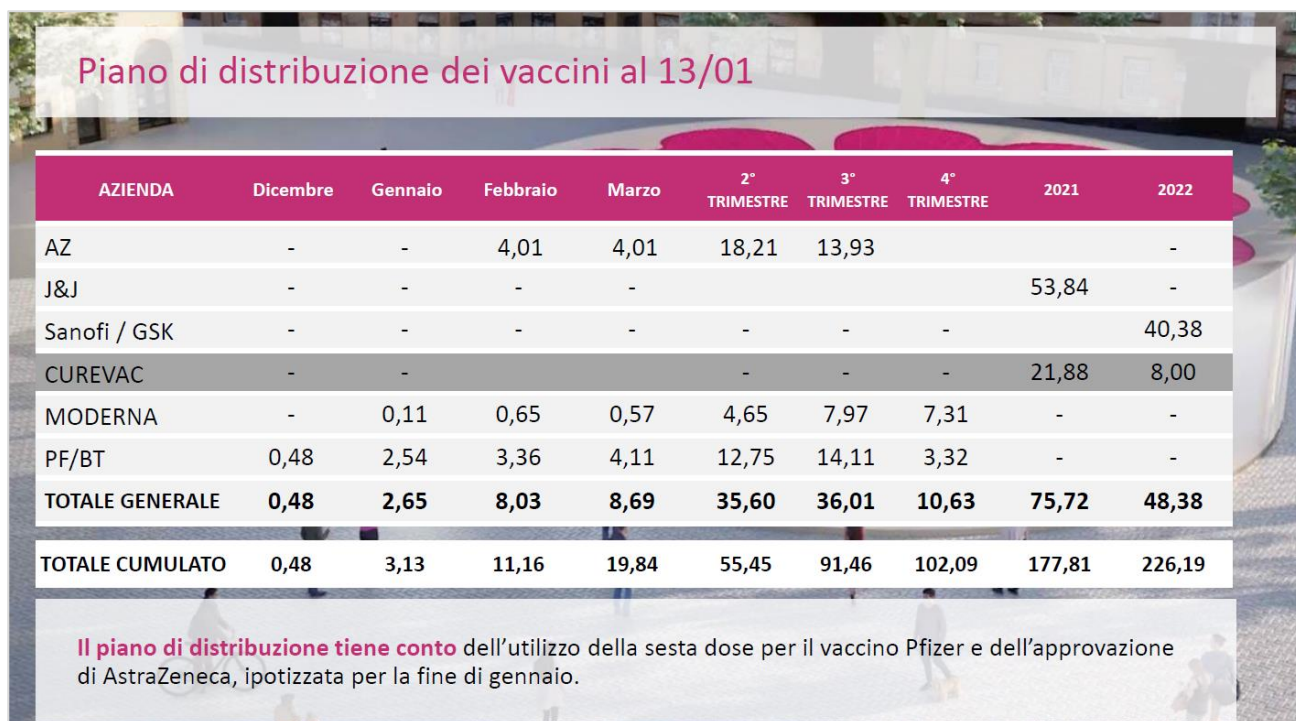 Piano di distribuzione dei vaccini al 13/01
AZIENDA Dicembre Gennaio Febbraio Marzo 2° TRIMESTRE 3° TRIMESTRE 4° TRIMESTRE 2021 2022
AZ - - 4,01 4,01 18,21 13,93 -
J&J - - - - 53,84 -
Sanofi / GSK - - - - - - - 40,38
CUREVAC - - - - - 21,88 8,00
MODERNA - 0,11 0,65 0,57 4,65 7,97 7,31 - -
PF/BT 0,48 2,54 3,36 4,11 12,75 14,11 3,32 - -
TOTALE GENERALE 0,48 2,65 8,03 8,69 35,60 36,01 10,63 75,72 48,38
TOTALE CUMULATO 0,48 3,13 11,16 19,84 55,45 91,46 102,09 177,81 226,19
Il piano di distribuzione tiene conto dell'utilizzo della sesta dose per il vaccino Pfizer e dell'approvazione
di AstraZeneca, ipotizzata per la fine di gennaio.